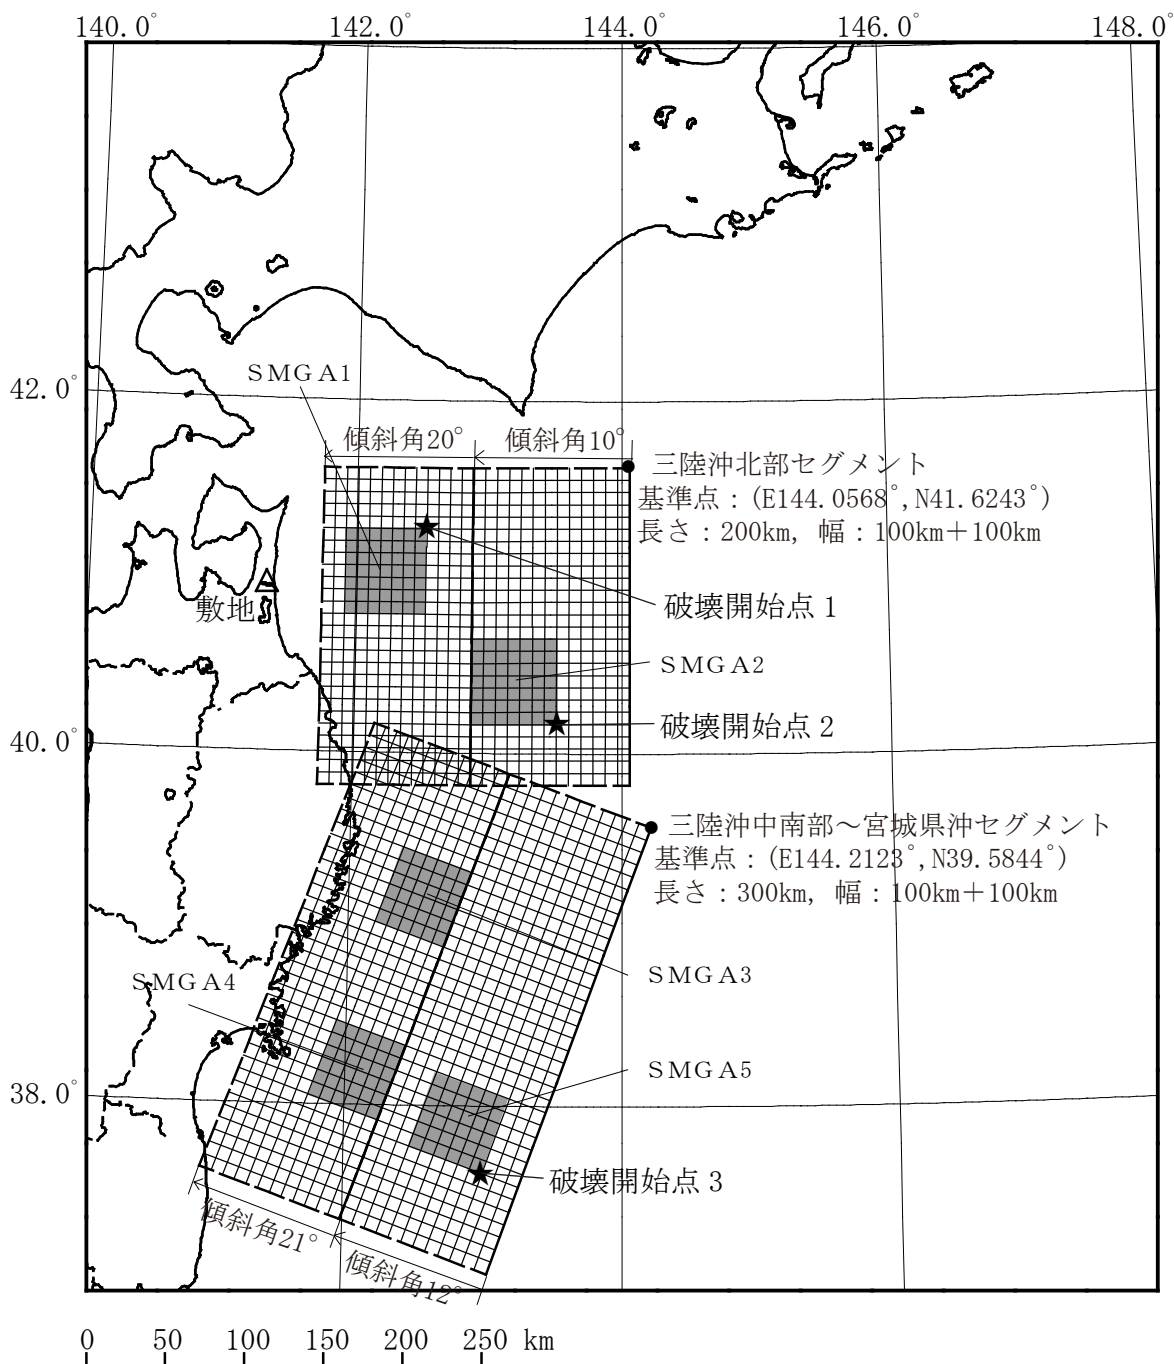 140.0° 142.0° 144.0° 146.0° 148.0°
SMGA1
42.0°
傾斜角20° 傾斜角10°
三陸沖北部セグメント
基準点：(E144.0568°,N41.6243°)
長さ：200km, 幅：100km＋100km
敷地
破壊開始点1
SMGA2
破壊開始点2
40.0°
三陸沖中南部～宮城県沖セグメント
基準点：(E144.2123°,N39.5844°)
長さ：300km, 幅：100km＋100km
SMGA3
SMGA4
SMGA5
38.0°
破壊開始点3
傾斜角21°
傾斜角12°
0 50 100 150 200 250 km